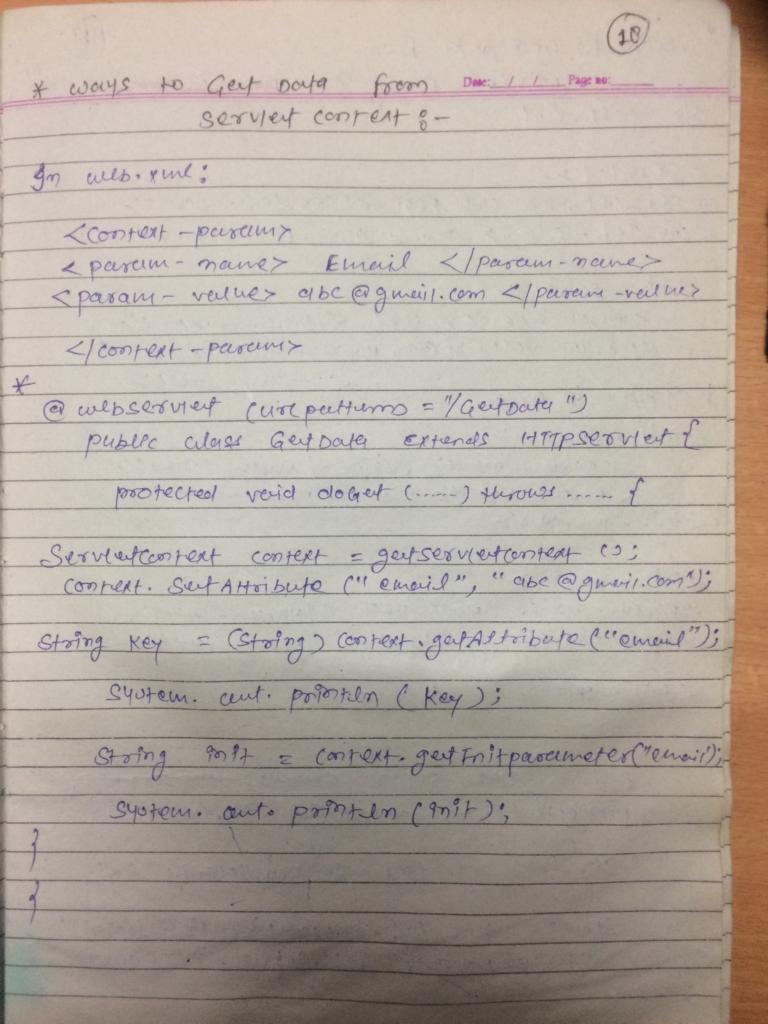 18
* ways to Get Data from
Date: / / Page no:
Servlet context :-
In web.xml:
<context-param>
<param-name> Email </param-name>
<param-value> abc@gmail.com </param-value>
</context-param>
*
@webservlet (urlpatterns = "/GetData")
public class GetData extends HTTPServlet {
protected void doGet (......) throws ...... {
ServletContext context = getServletContext ();
context. SetAttribute ("email", "abc@gmail.com");
String key = (String) context.getAttribute ("email");
System. out. println (key);
String init = context.getInitparameter("email);
System. out. println (init);
}
}